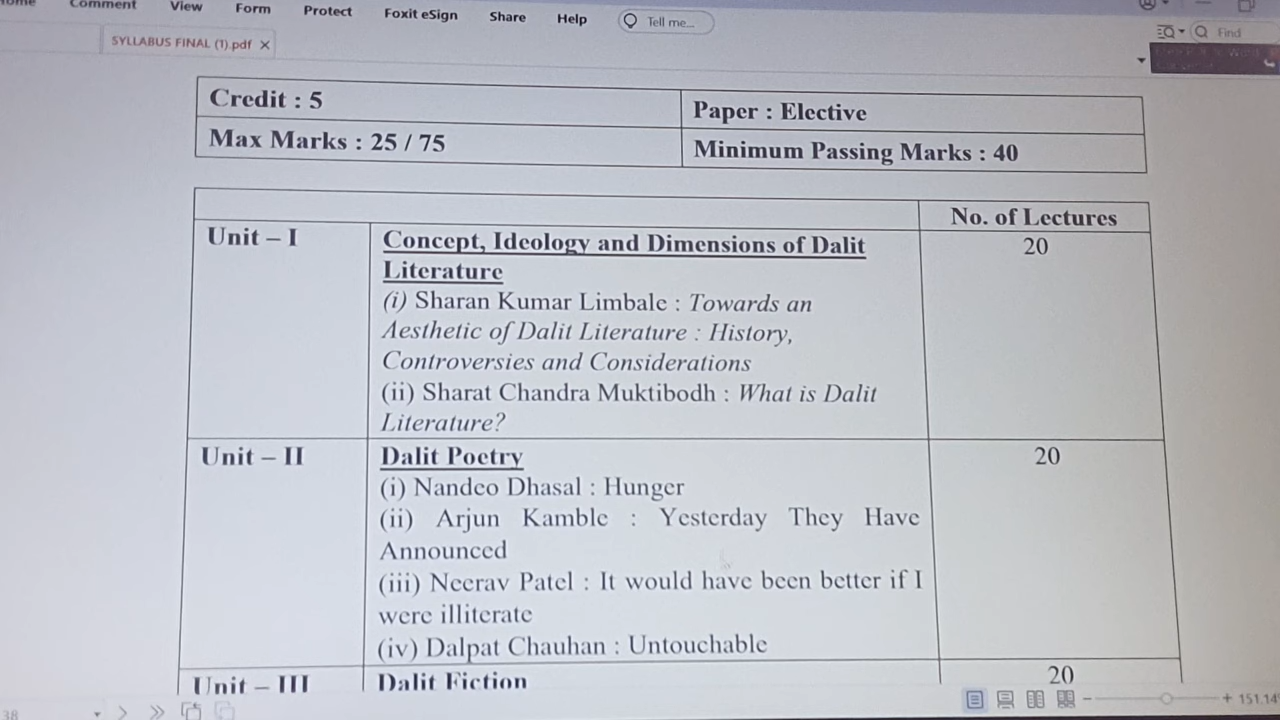 Comment View Form Protect Foxit eSign Share Help Tell me... Find
SYLLABUS FINAL (1).pdf ×
Credit : 5
Paper : Elective
Max Marks : 25 / 75
Minimum Passing Marks : 40
No. of Lectures
Unit – I
Concept, Ideology and Dimensions of Dalit
20
Literature
(i) Sharan Kumar Limbale : Towards an
Aesthetic of Dalit Literature : History,
Controversies and Considerations
(ii) Sharat Chandra Muktibodh : What is Dalit
Literature?
Unit – II
Dalit Poetry
20
(i) Nandeo Dhasal : Hunger
(ii) Arjun Kamble : Yesterday They Have
Announced
(iii) Neerav Patel : It would have been better if I
were illiterate
(iv) Dalpat Chauhan : Untouchable
Unit – III
Dalit Fiction
20
38
151.14